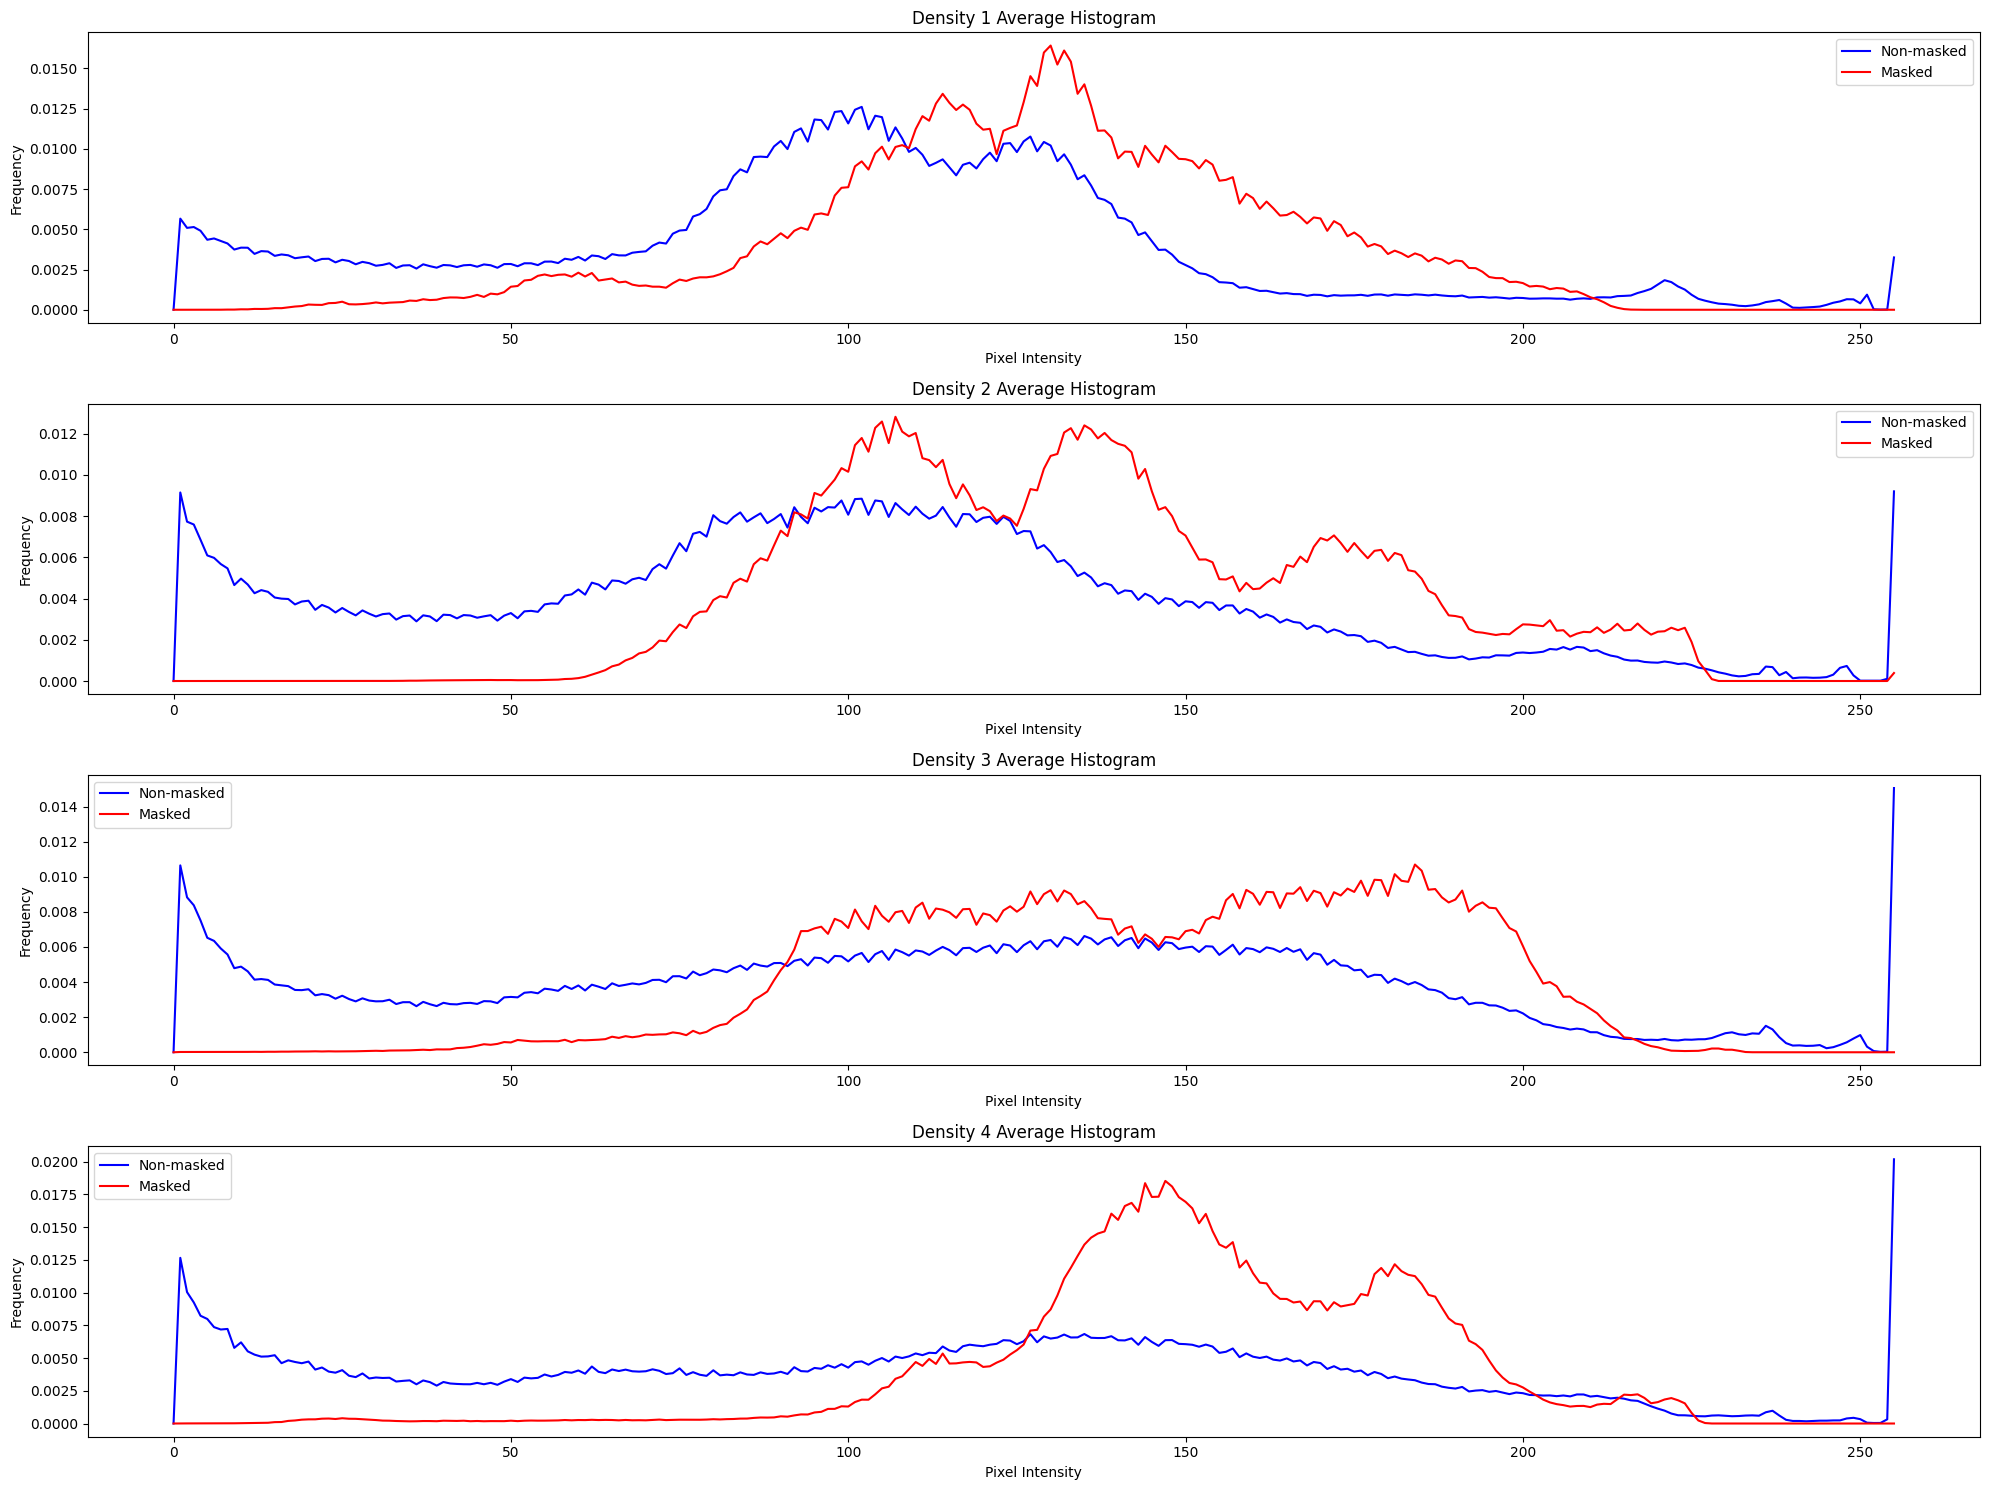 Density 1 Average Histogram
Frequency
0.0150
0.0125
0.0100
0.0075
0.0050
0.0025
0.0000
Non-masked
Masked
0 50 100 150 200 250
Pixel Intensity
Density 2 Average Histogram
Frequency
0.012
0.010
0.008
0.006
0.004
0.002
0.000
Non-masked
Masked
0 50 100 150 200 250
Pixel Intensity
Density 3 Average Histogram
Frequency
0.014
0.012
0.010
0.008
0.006
0.004
0.002
0.000
Non-masked
Masked
0 50 100 150 200 250
Pixel Intensity
Density 4 Average Histogram
Frequency
0.0200
0.0175
0.0150
0.0125
0.0100
0.0075
0.0050
0.0025
0.0000
Non-masked
Masked
0 50 100 150 200 250
Pixel Intensity